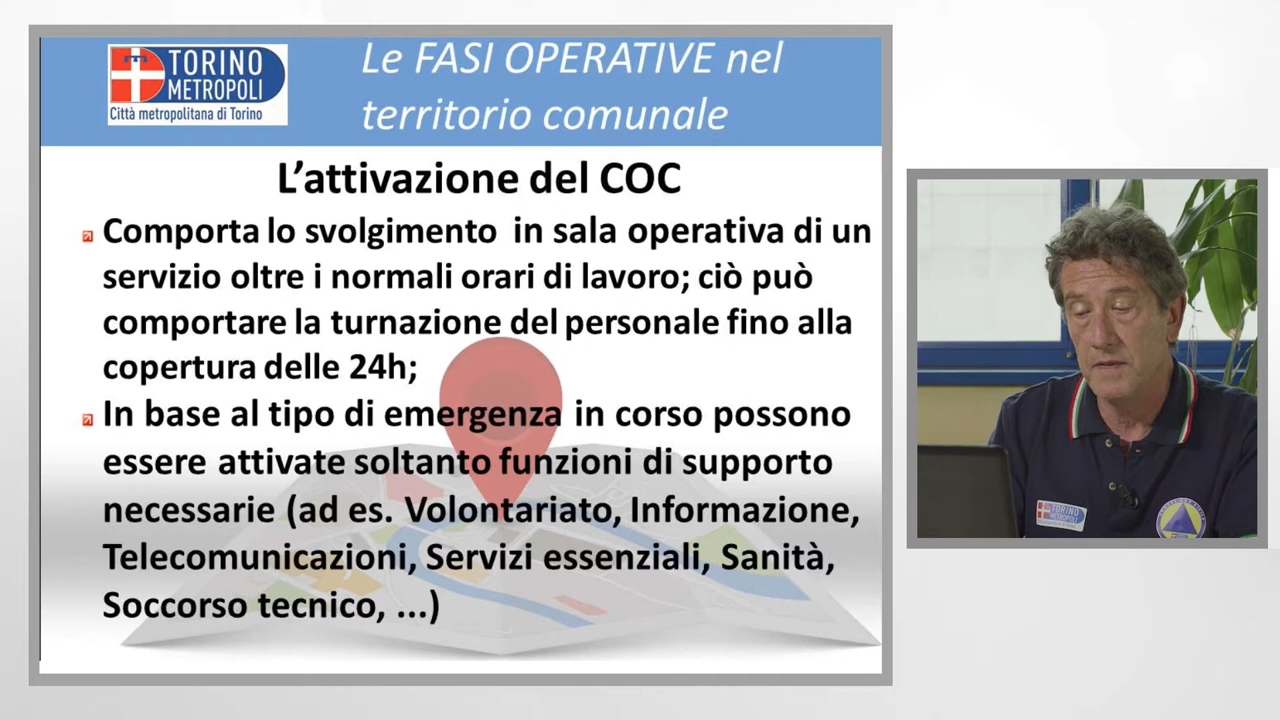 TORINO
METROPOLI
Città metropolitana di Torino
Le FASI OPERATIVE nel
territorio comunale
L'attivazione del COC
Comporta lo svolgimento in sala operativa di un
servizio oltre i normali orari di lavoro; ciò può
comportare la turnazione del personale fino alla
copertura delle 24h;
In base al tipo di emergenza in corso possono
essere attivate soltanto funzioni di supporto
necessarie (ad es. Volontariato, Informazione,
Telecomunicazioni, Servizi essenziali, Sanità,
Soccorso tecnico, ...)
TORINO
METROPOLI